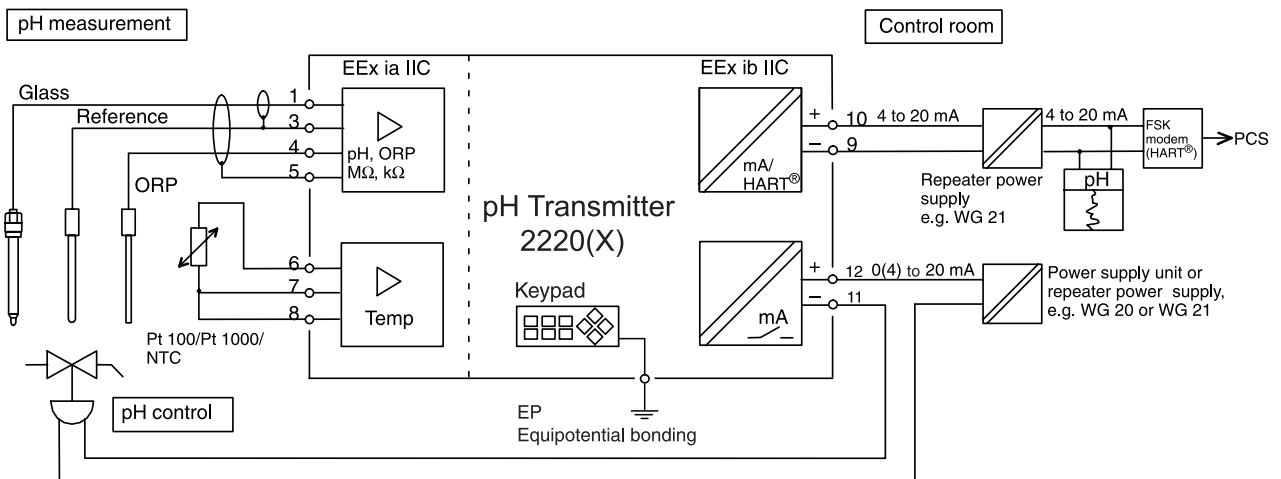 pH measurement
Control room
EEx ia IIC
EEx ib IIC
Glass
1
Reference
3
4
5
ORP
pH, ORP
MΩ, kΩ
+
10
4 to 20 mA
−
9
mA/
HART®
4 to 20 mA
FSK
modem
(HART®)
PCS
Repeater power
supply
e.g. WG 21
pH
pH Transmitter
2220(X)
6
7
8
Temp
Pt 100/Pt 1000/
NTC
Keypad
+
12
0(4) to 20 mA
−
11
mA
Power supply unit or
repeater power supply,
e.g. WG 20 or WG 21
pH control
EP
Equipotential bonding